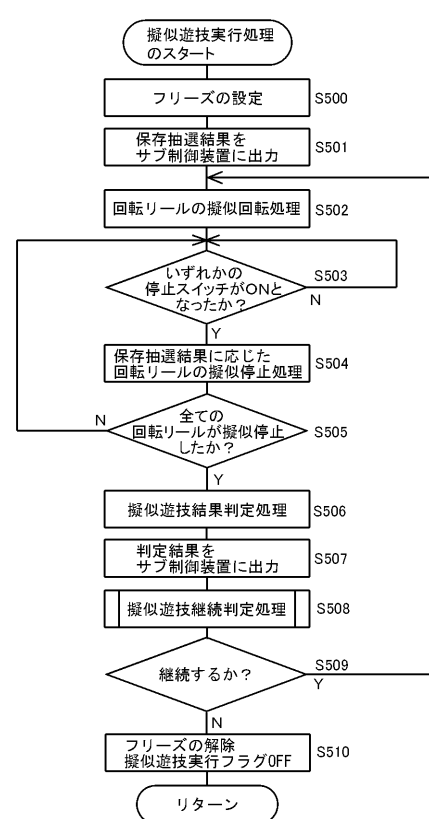 擬似遊技実行処理
のスタート
フリーズの設定
S500
保存抽選結果を
サブ制御装置に出力
S501
回転リールの擬似回転処理
S502
いずれかの
停止スイッチがONと
なったか？
S503
N
Y
保存抽選結果に応じた
回転リールの擬似停止処理
S504
全ての
回転リールが擬似停止
したか？
S505
N
Y
擬似遊技結果判定処理
S506
判定結果を
サブ制御装置に出力
S507
擬似遊技継続判定処理
S508
継続するか？
S509
Y
N
フリーズの解除
擬似遊技実行フラグOFF
S510
リターン